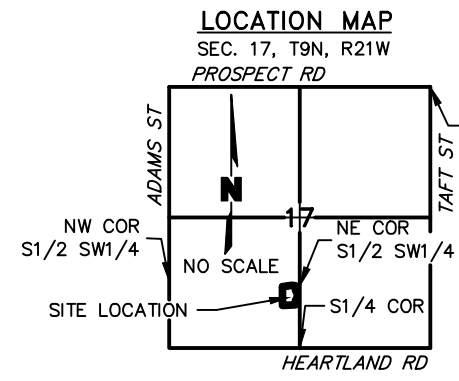 LOCATION MAP
SEC. 17, T9N, R21W
PROSPECT RD
ADAMS ST
TAFT ST
N
17
NW COR
S1/2 SW1/4
NE COR
S1/2 SW1/4
NO SCALE
SITE LOCATION
S1/4 COR
HEARTLAND RD